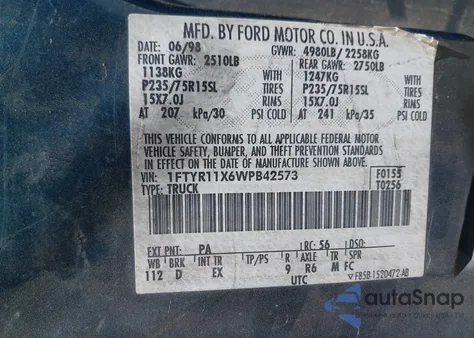 MFD. BY FORD MOTOR CO. IN U.S.A.
DATE: 06/98 GVWR: 4980LB/ 2258KG
FRONT GAWR: 2510LB REAR GAWR: 2750LB
1138KG WITH 1247KG WITH
P235/75R15SL TIRES P235/75R15SL TIRES
15X7.0J RIMS 15X7.0J RIMS
AT 207 kPa/30 PSI COLD AT 241 kPa/35 PSI COLD
THIS VEHICLE CONFORMS TO ALL APPLICABLE FEDERAL MOTOR
VEHICLE SAFETY, BUMPER, AND THEFT PREVENTION STANDARDS
IN EFFECT ON THE DATE OF MANUFACTURE SHOWN ABOVE.
VIN: 1FTYR11X6WPB42573 F0155
TYPE: TRUCK T0256
EXT PNT: PA RC: 56 DSO:
WB BRK INT TR TP/PS R AXLE TR SPR
112 D EX 9 R6 M FC
UTC F85B 1520472 AB
autoSnap